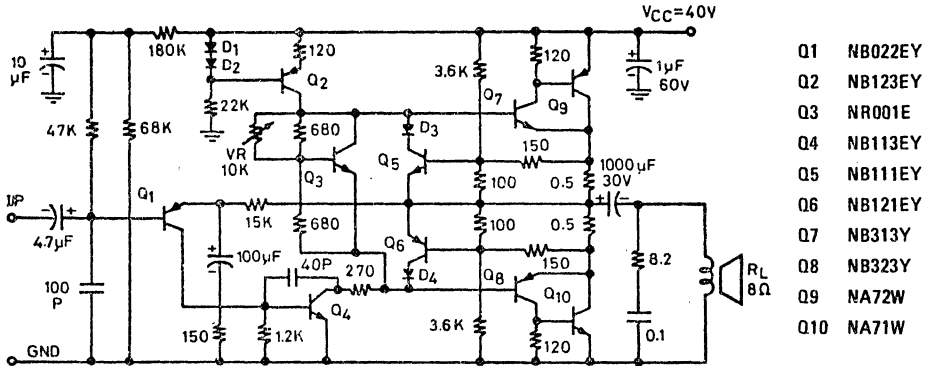 VCC=40V
10 µF
180K
D1
D2
120
Q2
22K
47K
68K
VR 10K
680
Q3
D3
Q5
3.6K
Q7
120
Q9
1µF 60V
150
100
0.5
1000µF 30V
I/P
4.7µF
Q1
15K
100µF
680
Q6
100
0.5
D4
150
Q8
Q10
8.2
RL 8Ω
100 P
40P
270
Q4
150
1.2K
3.6K
120
0.1
GND
Q1 NB022EY
Q2 NB123EY
Q3 NR001E
Q4 NB113EY
Q5 NB111EY
Q6 NB121EY
Q7 NB313Y
Q8 NB323Y
Q9 NA72W
Q10 NA71W